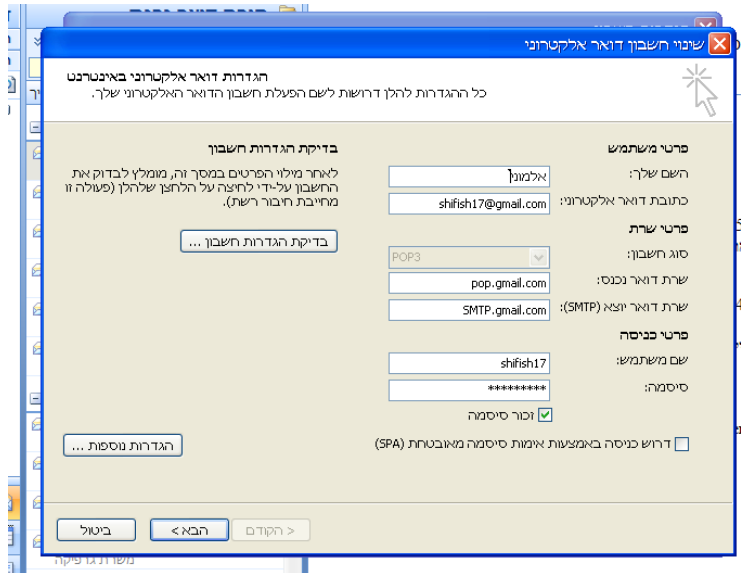 שינוי חשבון דואר אלקטרוני
הגדרות דואר אלקטרוני באינטרנט
כל ההגדרות להלן דרושות לשם הפעלת חשבון הדואר האלקטרוני שלך.
פרטי משתמש
השם שלך:
אלמוני
כתובת דואר אלקטרוני:
shifish17@gmail.com
פרטי שרת
סוג חשבון:
POP3
שרת דואר נכנס:
pop.gmail.com
שרת דואר יוצא (SMTP):
SMTP.gmail.com
פרטי כניסה
שם משתמש:
shifish17
סיסמה:
*********
זכור סיסמה
דרוש כניסה באמצעות אימות סיסמה מאובטחת (SPA)
בדיקת הגדרות חשבון
לאחר מילוי הפרטים במסך זה, מומלץ לבדוק את
החשבון על-ידי לחיצה על הלחצן שלהלן (פעולה זו
מחייבת חיבור רשת).
בדיקת הגדרות חשבון ...
הגדרות נוספות ...
< הקודם
הבא >
ביטול
משרת גרפיקה